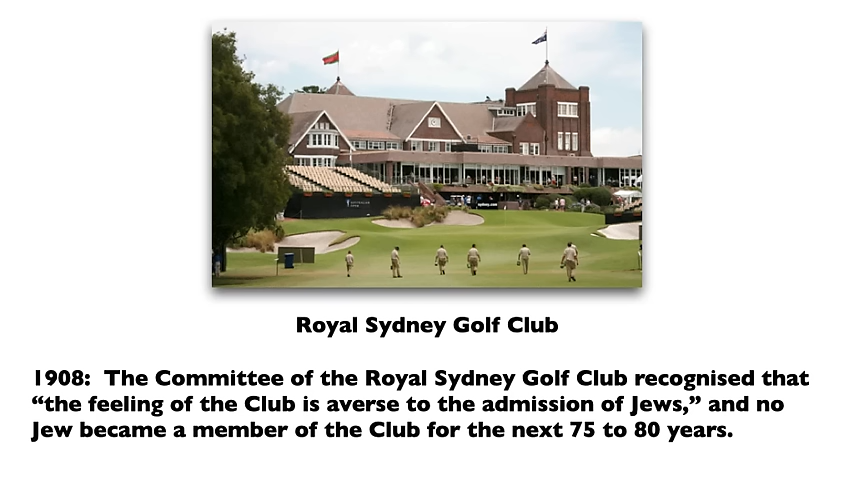 sydney.com
Royal Sydney Golf Club
1908:  The Committee of the Royal Sydney Golf Club recognised that
“the feeling of the Club is averse to the admission of Jews,” and no
Jew became a member of the Club for the next 75 to 80 years.